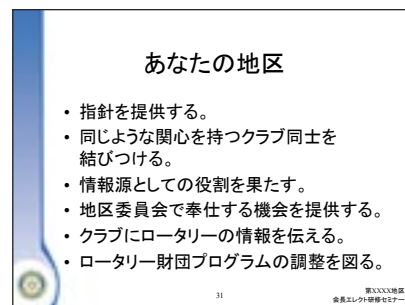 あなたの地区
• 指針を提供する。
• 同じような関心を持つクラブ同士を
結びつける。
• 情報源としての役割を果たす。
• 地区委員会で奉仕する機会を提供する。
• クラブにロータリーの情報を伝える。
• ロータリー財団プログラムの調整を図る。
31
第XXXX地区
会長エレクト研修セミナー